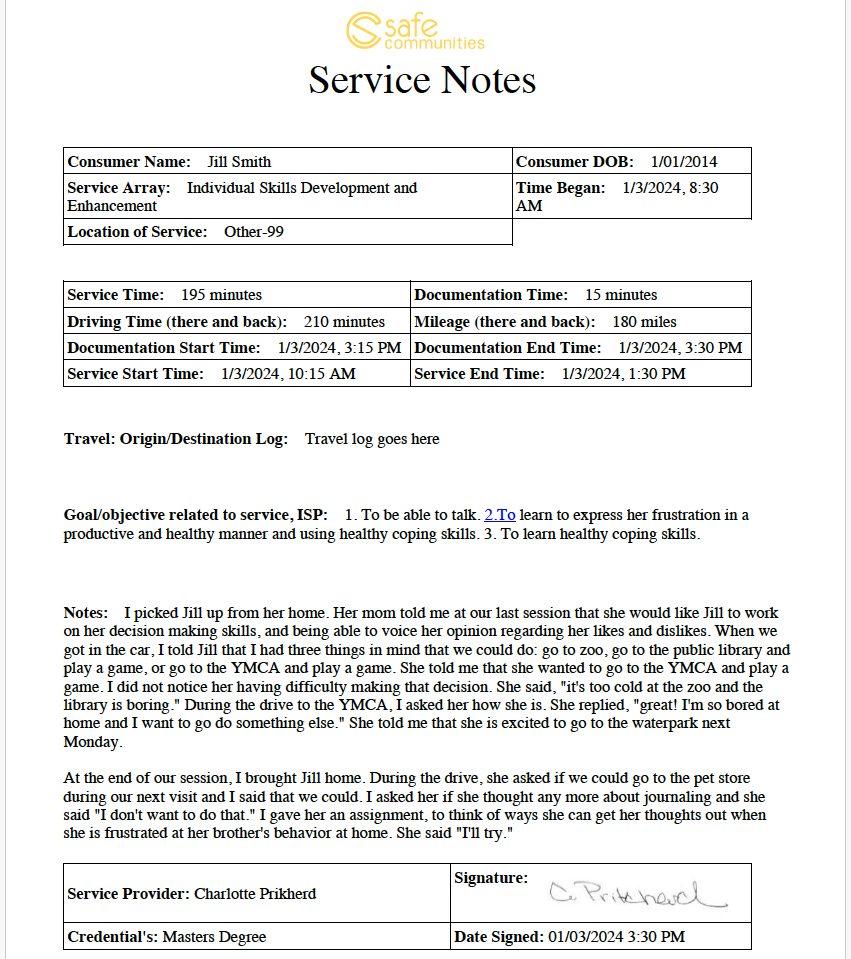 safe
communities
Service Notes
Consumer Name: Jill Smith
Consumer DOB: 1/01/2014
Service Array: Individual Skills Development and
Enhancement
Time Began: 1/3/2024, 8:30
AM
Location of Service: Other-99
Service Time: 195 minutes
Documentation Time: 15 minutes
Driving Time (there and back): 210 minutes
Mileage (there and back): 180 miles
Documentation Start Time: 1/3/2024, 3:15 PM
Documentation End Time: 1/3/2024, 3:30 PM
Service Start Time: 1/3/2024, 10:15 AM
Service End Time: 1/3/2024, 1:30 PM
Travel: Origin/Destination Log: Travel log goes here
Goal/objective related to service, ISP: 1. To be able to talk. 2.To learn to express her frustration in a
productive and healthy manner and using healthy coping skills. 3. To learn healthy coping skills.
Notes: I picked Jill up from her home. Her mom told me at our last session that she would like Jill to work
on her decision making skills, and being able to voice her opinion regarding her likes and dislikes. When we
got in the car, I told Jill that I had three things in mind that we could do: go to zoo, go to the public library and
play a game, or go to the YMCA and play a game. She told me that she wanted to go to the YMCA and play a
game. I did not notice her having difficulty making that decision. She said, "it's too cold at the zoo and the
library is boring." During the drive to the YMCA, I asked her how she is. She replied, "great! I'm so bored at
home and I want to go do something else." She told me that she is excited to go to the waterpark next
Monday.
At the end of our session, I brought Jill home. During the drive, she asked if we could go to the pet store
during our next visit and I said that we could. I asked her if she thought any more about journaling and she
said "I don't want to do that." I gave her an assignment, to think of ways she can get her thoughts out when
she is frustrated at her brother's behavior at home. She said "I'll try."
Service Provider: Charlotte Prikherd
Signature:
C. Prikherd
Credential's: Masters Degree
Date Signed: 01/03/2024 3:30 PM